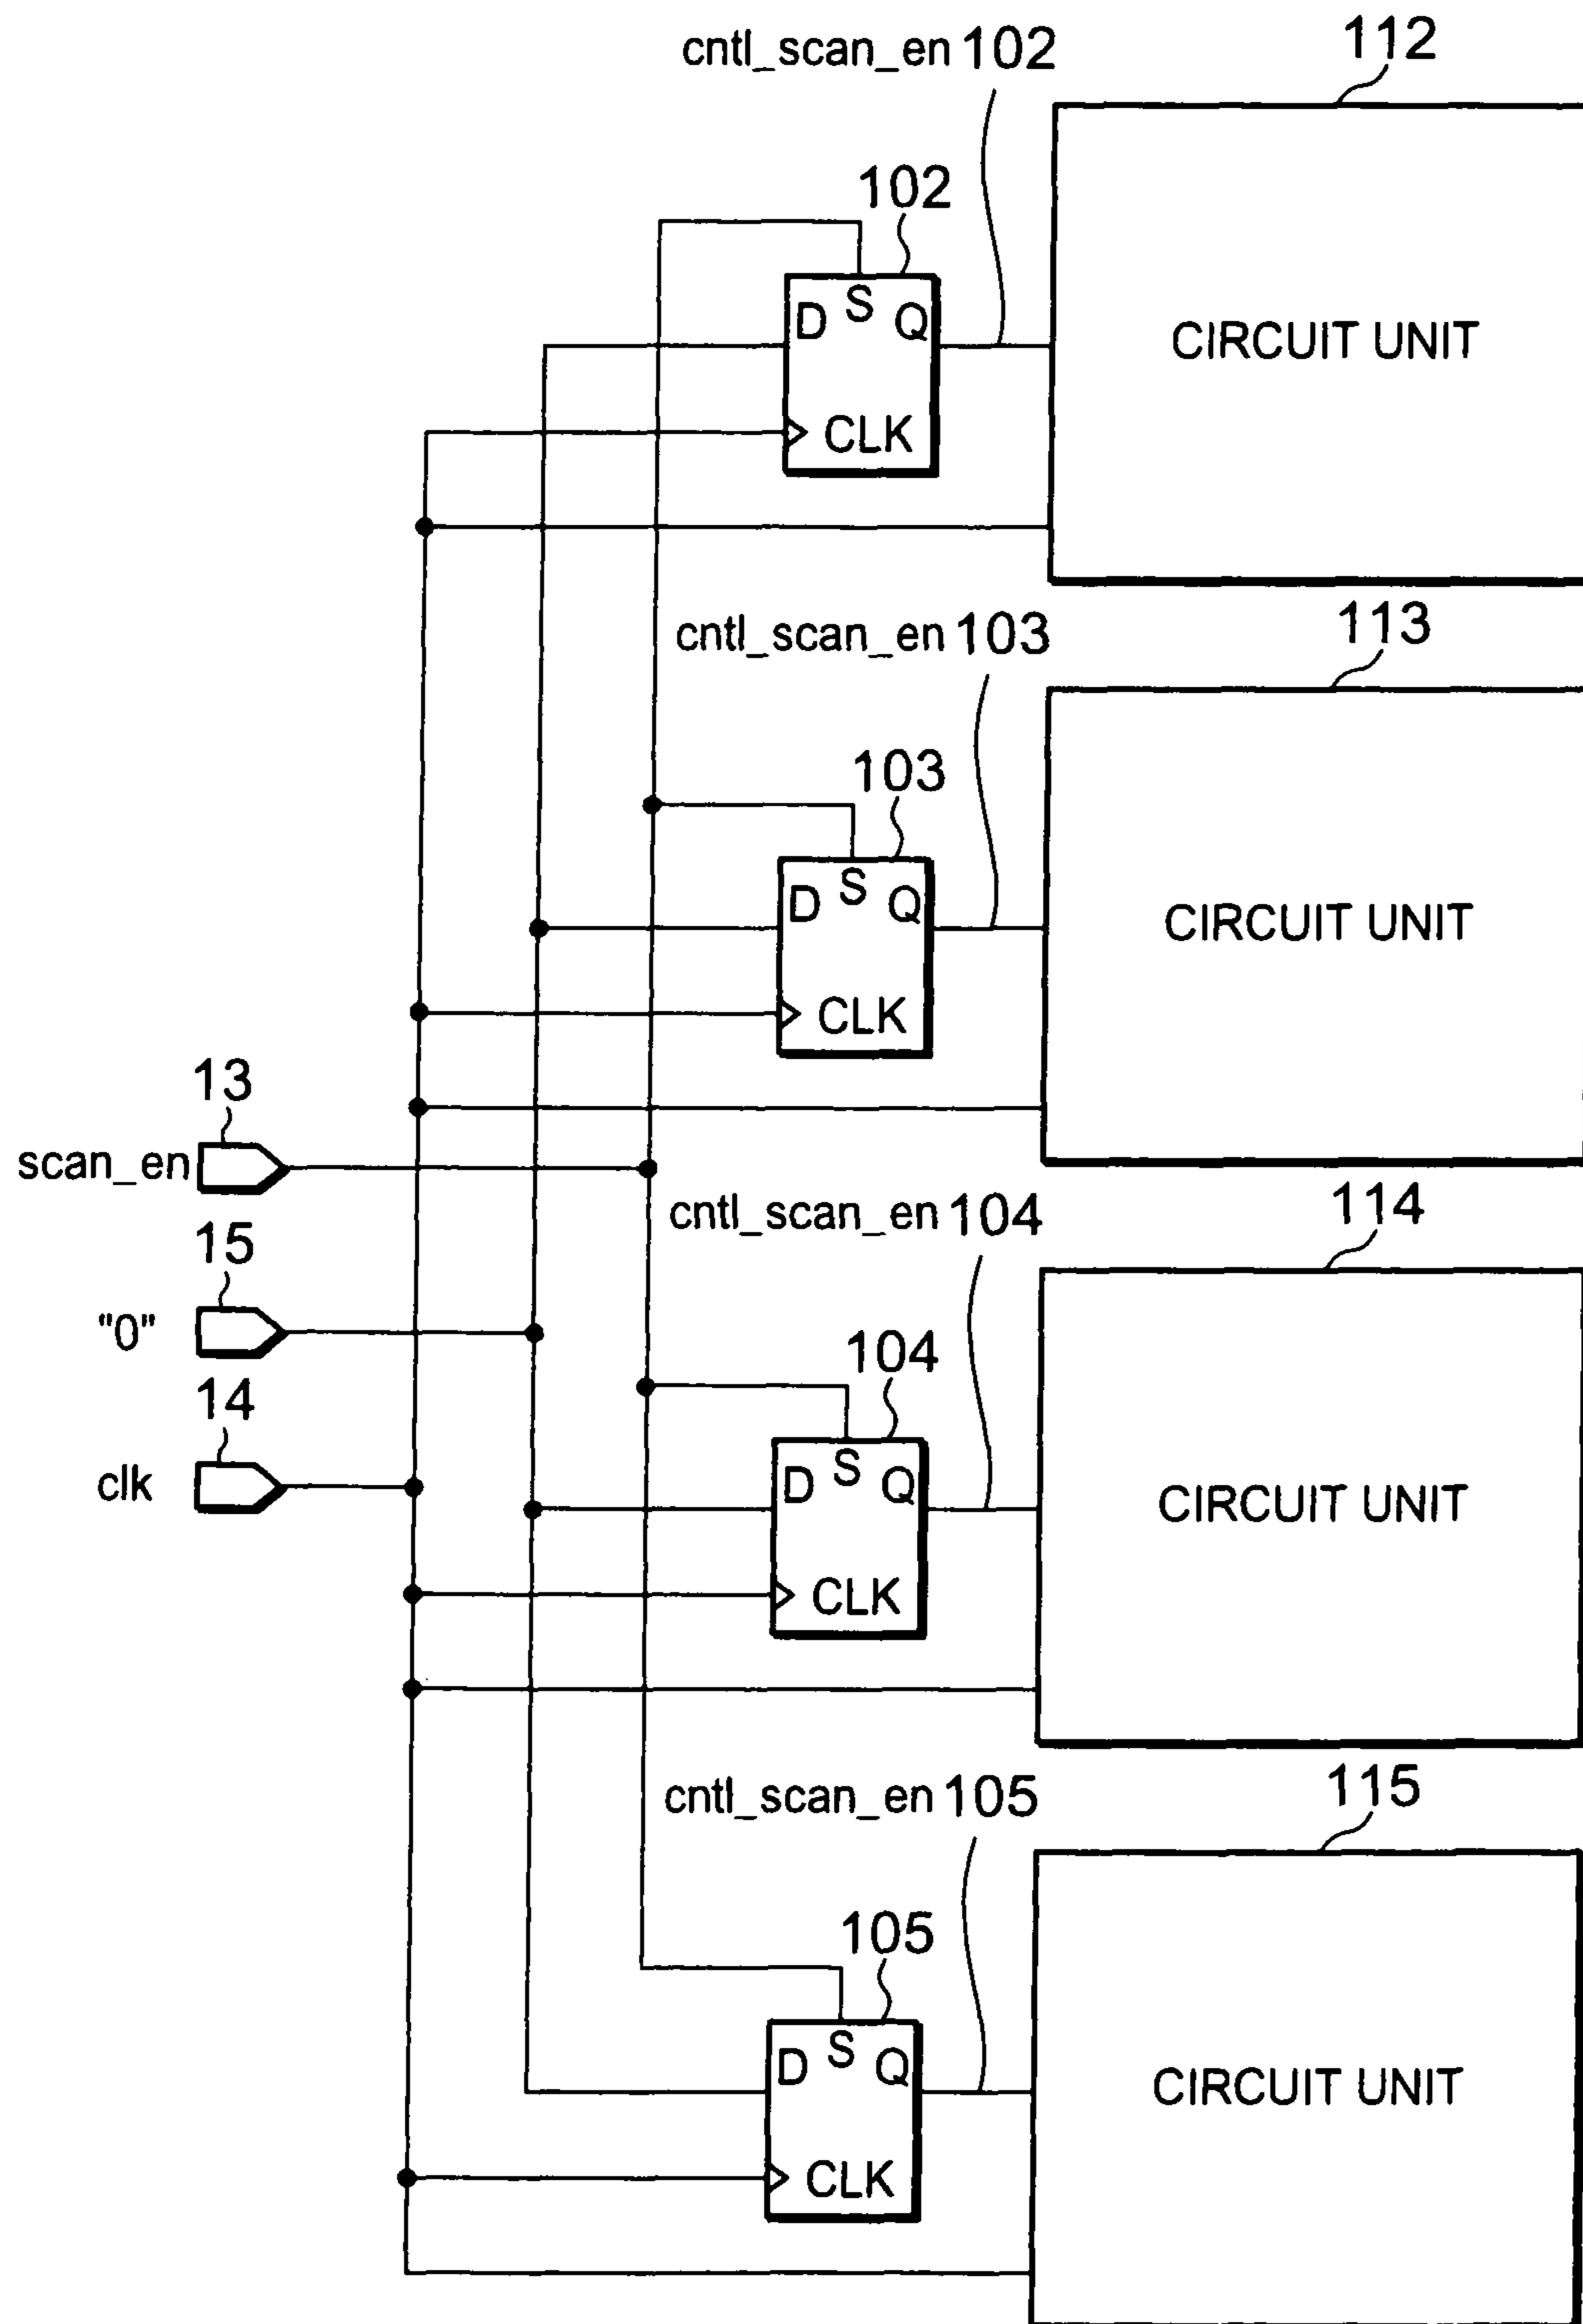 cntl_scan_en 102
112
102
D S Q
CLK
CIRCUIT UNIT
cntl_scan_en 103
113
103
D S Q
CLK
CIRCUIT UNIT
13
scan_en
cntl_scan_en 104
114
15
"0"
104
14
clk
D S Q
CLK
CIRCUIT UNIT
cntl_scan_en 105
115
105
D S Q
CLK
CIRCUIT UNIT